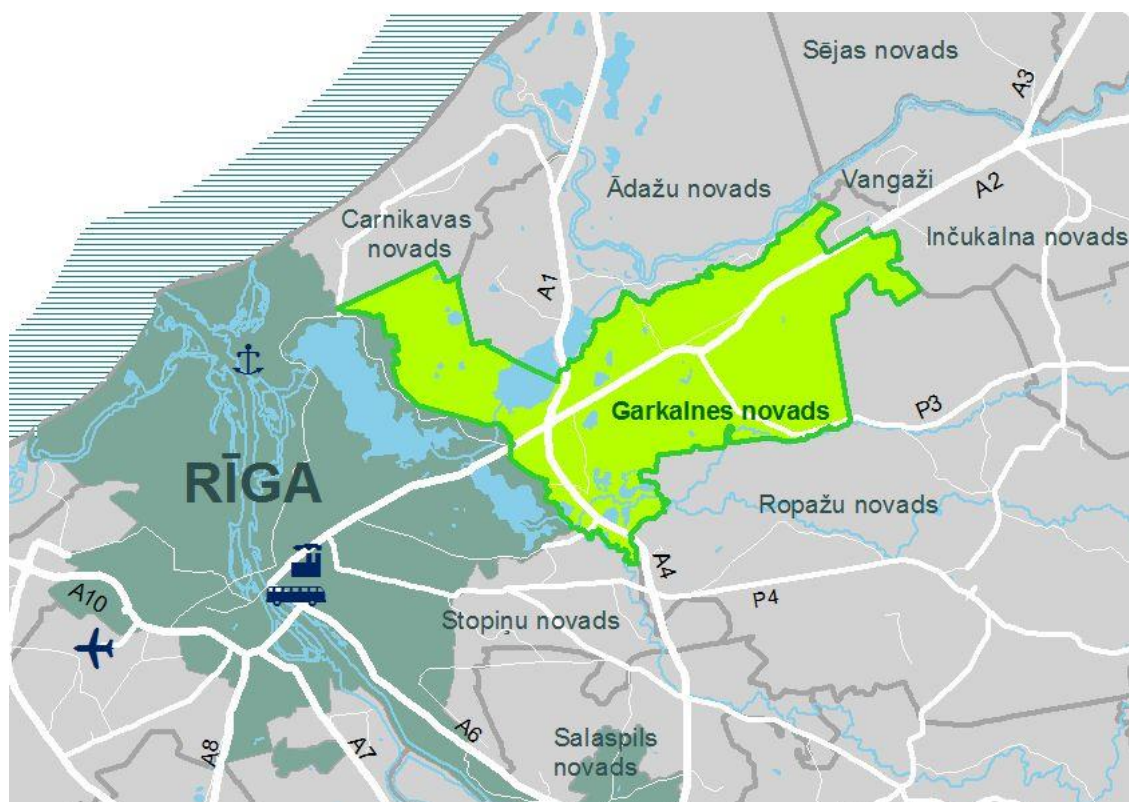 Sējas novads
A3
Vangaži
A2
Ādažu novads
Carnikavas
novads
Inčukalna novads
A1
Garkalnes novads
P3
RĪGA
Ropažu novads
A4
A10
P4
Stopiņu novads
A6
A8
A7
Salaspils
novads